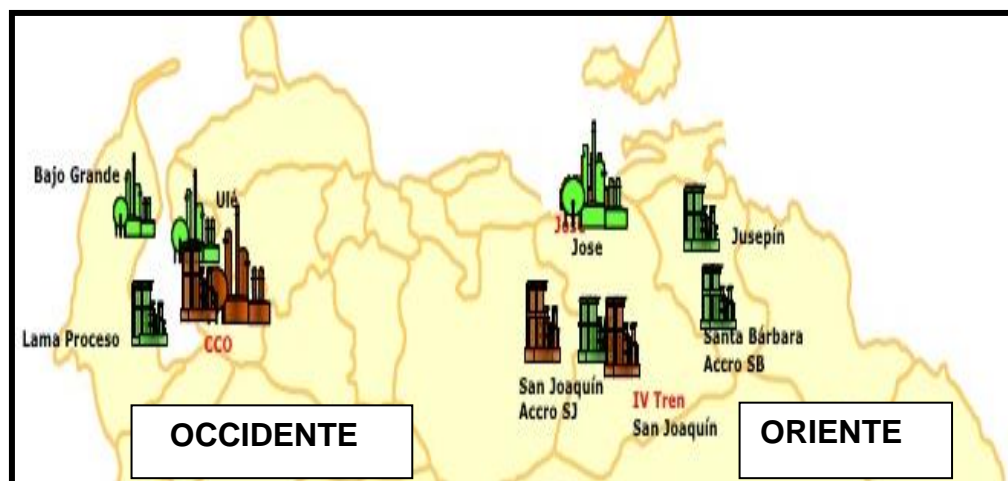 Bajo Grande
Ulé
Lama Proceso
CCO
OCCIDENTE
Jose
Jose
Jusepín
Santa Bárbara
Accro SB
San Joaquín
Accro SJ
IV Tren
San Joaquín
ORIENTE